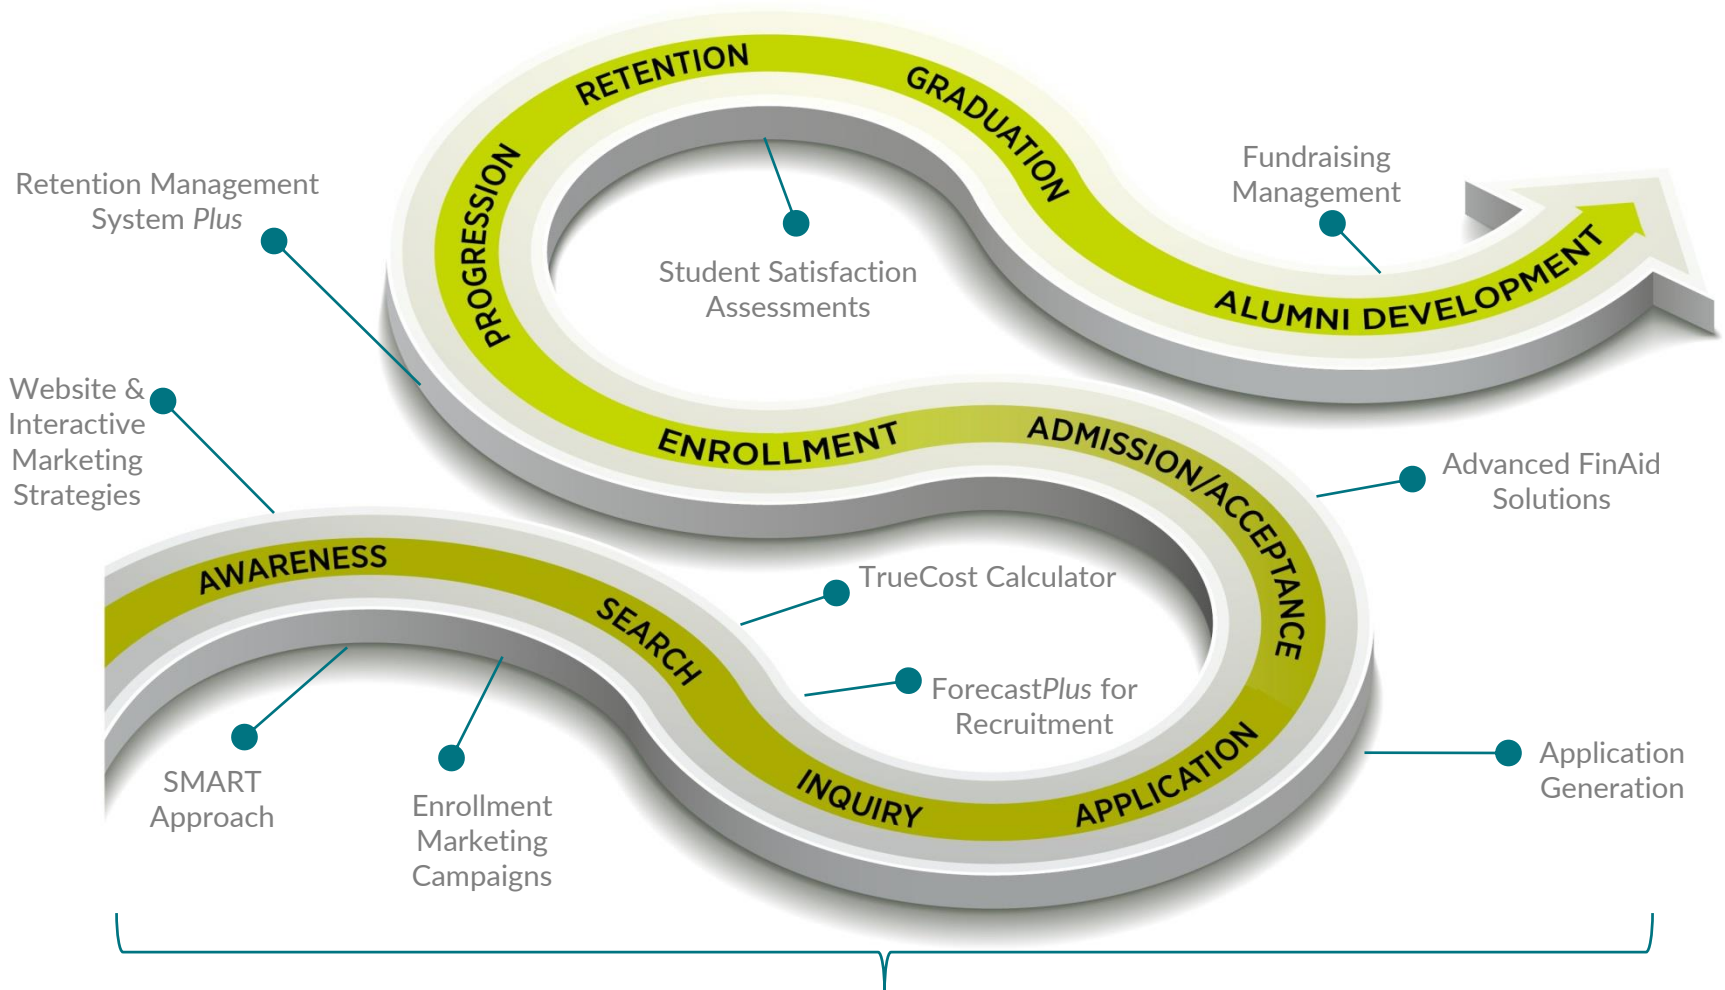 RETENTION
GRADUATION
PROGRESSION
Fundraising
Management
Retention Management
System Plus
Student Satisfaction
Assessments
ALUMNI DEVELOPMENT
Website &
Interactive
Marketing
Strategies
ENROLLMENT
ADMISSION/ACCEPTANCE
Advanced FinAid
Solutions
AWARENESS
SEARCH
TrueCost Calculator
ForecastPlus for
Recruitment
INQUIRY
APPLICATION
Application
Generation
SMART
Approach
Enrollment
Marketing
Campaigns